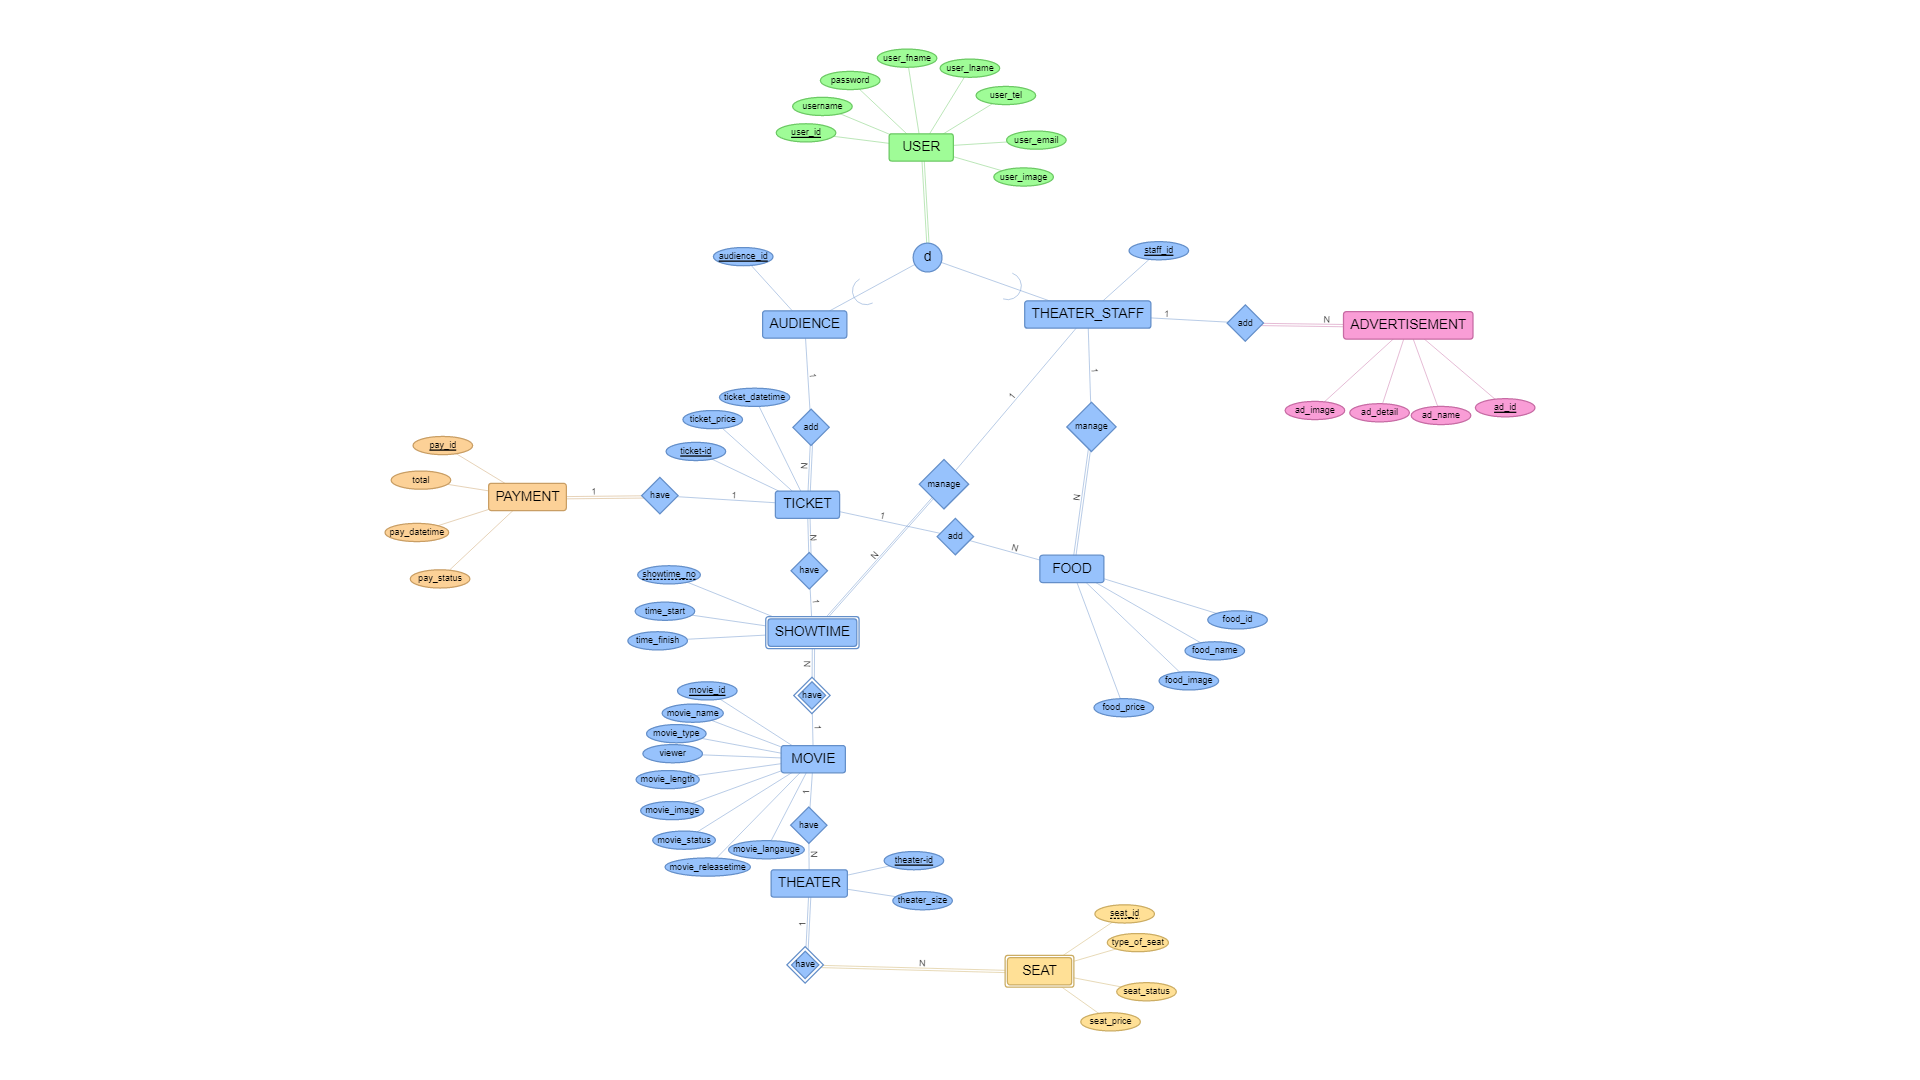 user_fname
user_lname
password
user_tel
username
user_id
user_email
USER
user_image
d
audience_id
staff_id
AUDIENCE
THEATER_STAFF
1
add
N
ADVERTISEMENT
1
1
1
ad_image
ad_detail
ad_name
ad_id
ticket_datetime
ticket_price
ticket-id
add
manage
N
pay_id
total
PAYMENT
pay_datetime
pay_status
1
have
1
TICKET
manage
N
1
add
N
FOOD
N
N
have
1
showtime_no
time_start
time_finish
SHOWTIME
food_id
food_name
food_image
food_price
N
have
1
movie_id
movie_name
movie_type
viewer
movie_length
movie_image
movie_status
movie_releasetime
movie_langauge
MOVIE
1
have
N
THEATER
theater-id
theater_size
1
have
N
SEAT
seat_id
type_of_seat
seat_status
seat_price